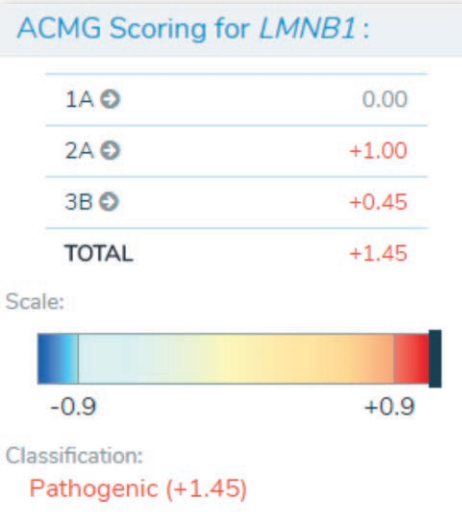 ACMG Scoring for LMNB1 :
1A 0.00
2A +1.00
3B +0.45
TOTAL +1.45
Scale:
-0.9 +0.9
Classification:
Pathogenic (+1.45)